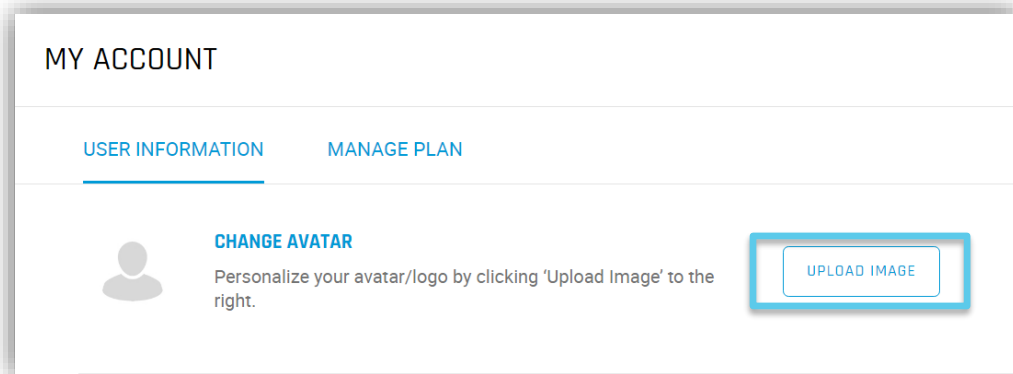 MY ACCOUNT
USER INFORMATION MANAGE PLAN
CHANGE AVATAR
Personalize your avatar/logo by clicking ‘Upload Image’ to the
right.
UPLOAD IMAGE